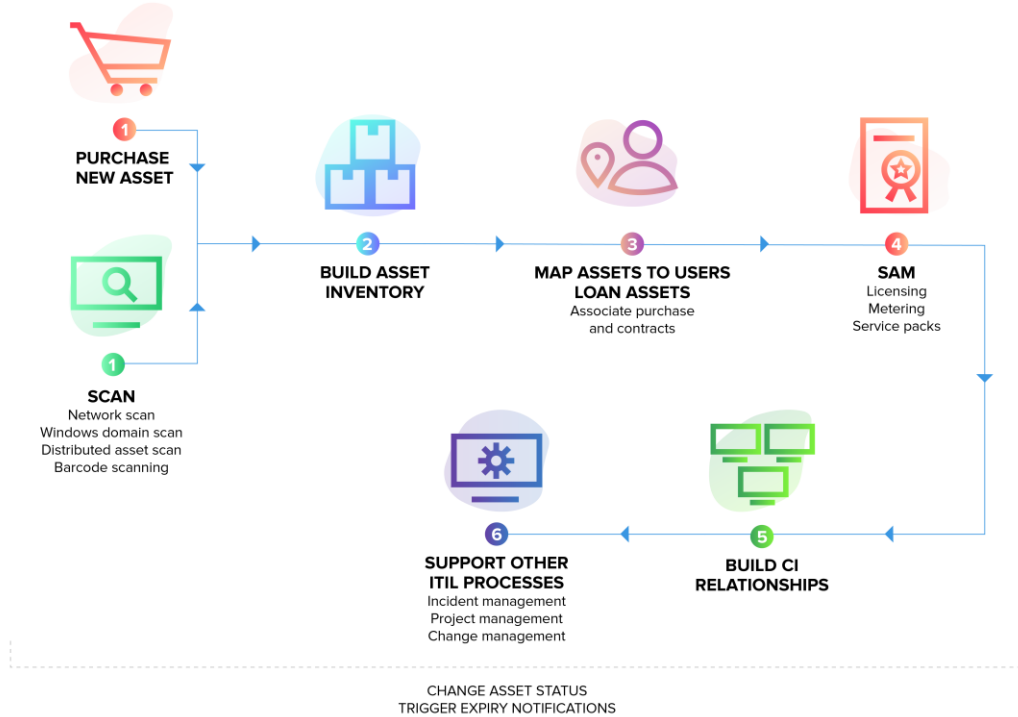 1
PURCHASE
NEW ASSET
1
SCAN
Network scan
Windows domain scan
Distributed asset scan
Barcode scanning
2
BUILD ASSET
INVENTORY
3
MAP ASSETS TO USERS
LOAN ASSETS
Associate purchase
and contracts
4
SAM
Licensing
Metering
Service packs
5
BUILD CI
RELATIONSHIPS
6
SUPPORT OTHER
ITIL PROCESSES
Incident management
Project management
Change management
CHANGE ASSET STATUS
TRIGGER EXPIRY NOTIFICATIONS